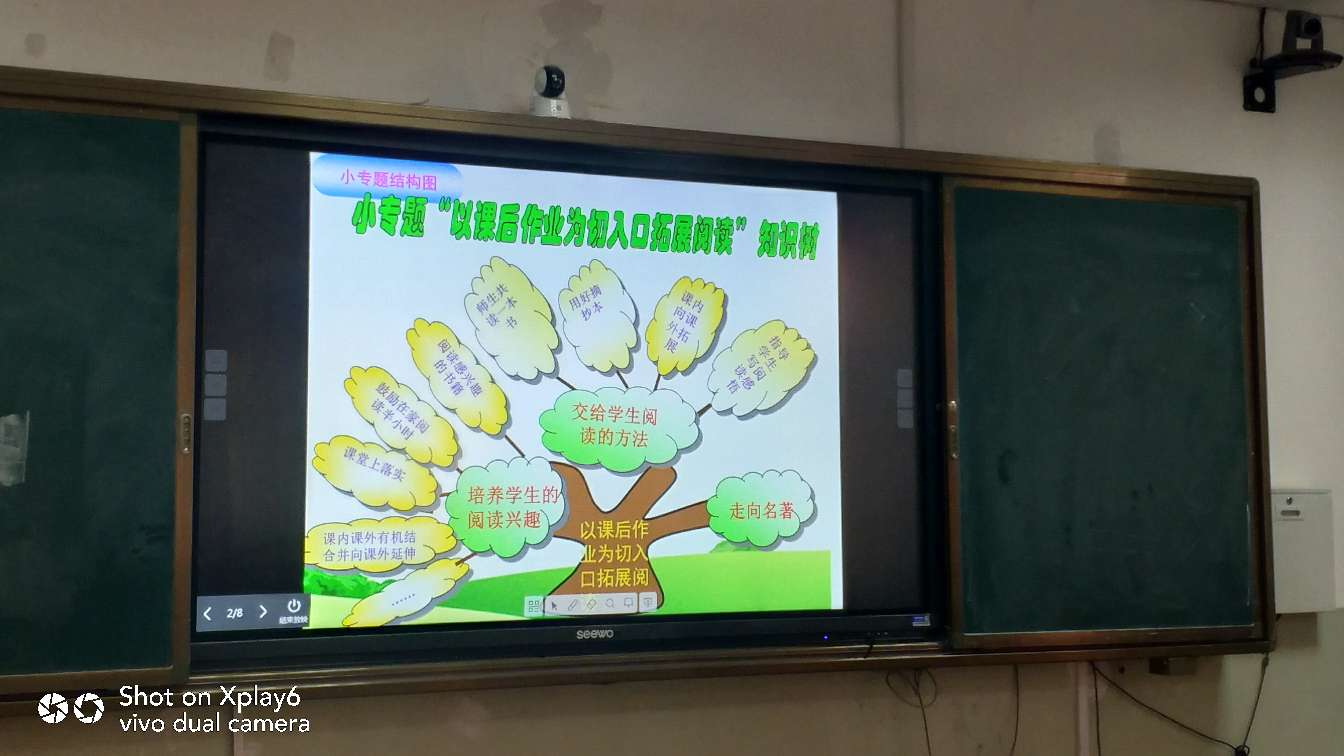 小专题结构图
小专题“以课后作业为切入口拓展阅读”知识树
师生共
读一本
书
用好摘
抄本
课内
向课
外拓
展
指导
学生
写阅
读感
悟
阅读感兴趣
的书籍
鼓励在家阅
读半小时
课堂上落实
课内课外有机结
合并向课外延伸
……
交给学生阅
读的方法
培养学生的
阅读兴趣
走向名著
以课后作
业为切入
口拓展阅
2/8
结束放映
seewo
Shot on Xplay6
vivo dual camera